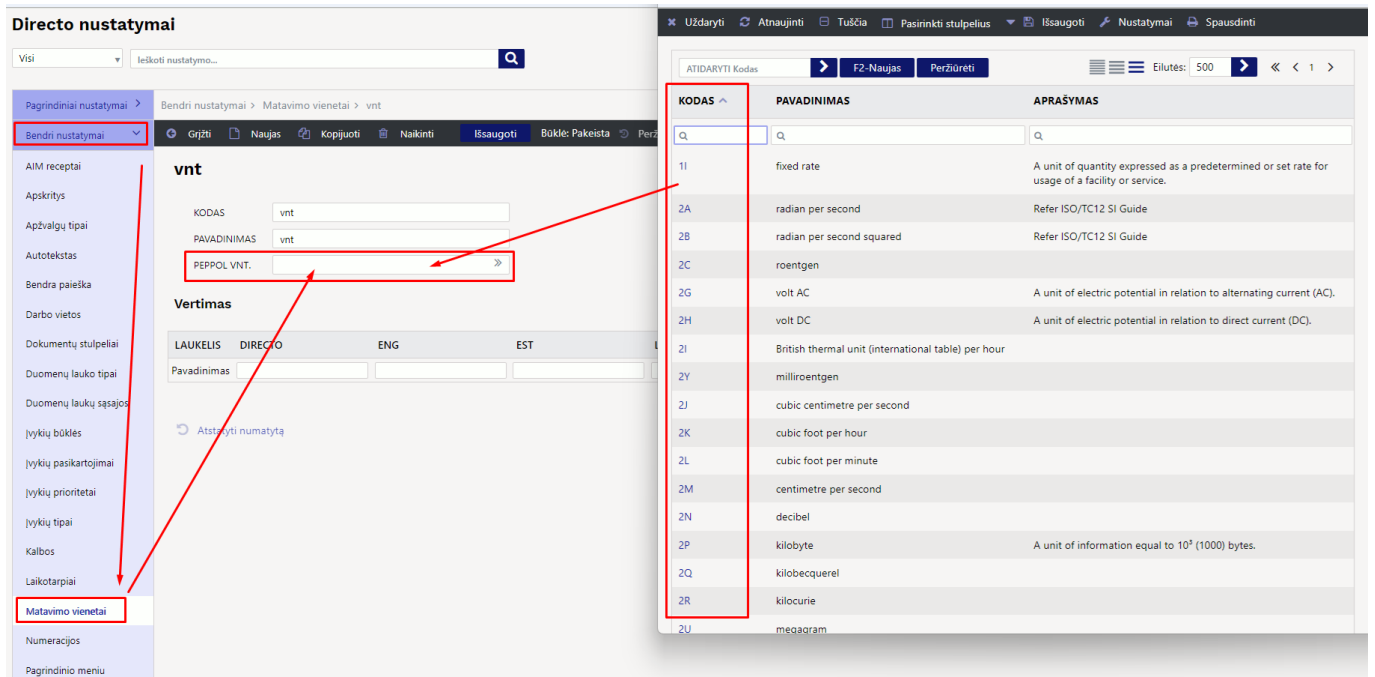 Directo nustatymai
Visi
Ieškoti nustatymo...
Pagrindiniai nustatymai
Bendri nustatymai
AIM receptai
Apskritys
Apžvalgų tipai
Autotekstas
Bendra paieška
Darbo vietos
Dokumentų stulpeliai
Duomenų lauko tipai
Duomenų laukų sąsajos
Įvykių būklės
Įvykių pasikartojimai
Įvykių prioritetai
Įvykių tipai
Kalbos
Laikotarpiai
Matavimo vienetai
Numeracijos
Pagrindinio meniu
Bendri nustatymai > Matavimo vienetai > vnt
Grįžti Naujas Kopijuoti Naikinti Išsaugoti Būklė: Pakeista Perž
vnt
KODAS vnt
PAVADINIMAS vnt
PEPPOL VNT.
Vertimas
LAUKELIS DIRECTO ENG EST L
Pavadinimas
Atstatyti numatytą
Uždaryti Atnaujinti Tuščia Pasirinkti stulpelius Išsaugoti Nustatymai Spausdinti
ATIDARYTI Kodas F2-Naujas Peržiūrėti Eilutės: 500 1
KODAS PAVADINIMAS APRAŠYMAS
1I fixed rate A unit of quantity expressed as a predetermined or set rate for
usage of a facility or service.
2A radian per second Refer ISO/TC12 SI Guide
2B radian per second squared Refer ISO/TC12 SI Guide
2C roentgen
2G volt AC A unit of electric potential in relation to alternating current (AC).
2H volt DC A unit of electric potential in relation to direct current (DC).
2I British thermal unit (international table) per hour
2Y milliroentgen
2J cubic centimetre per second
2K cubic foot per hour
2L cubic foot per minute
2M centimetre per second
2N decibel
2P kilobyte A unit of information equal to 10³ (1000) bytes.
2Q kilobecquerel
2R kilocurie
2U megagram